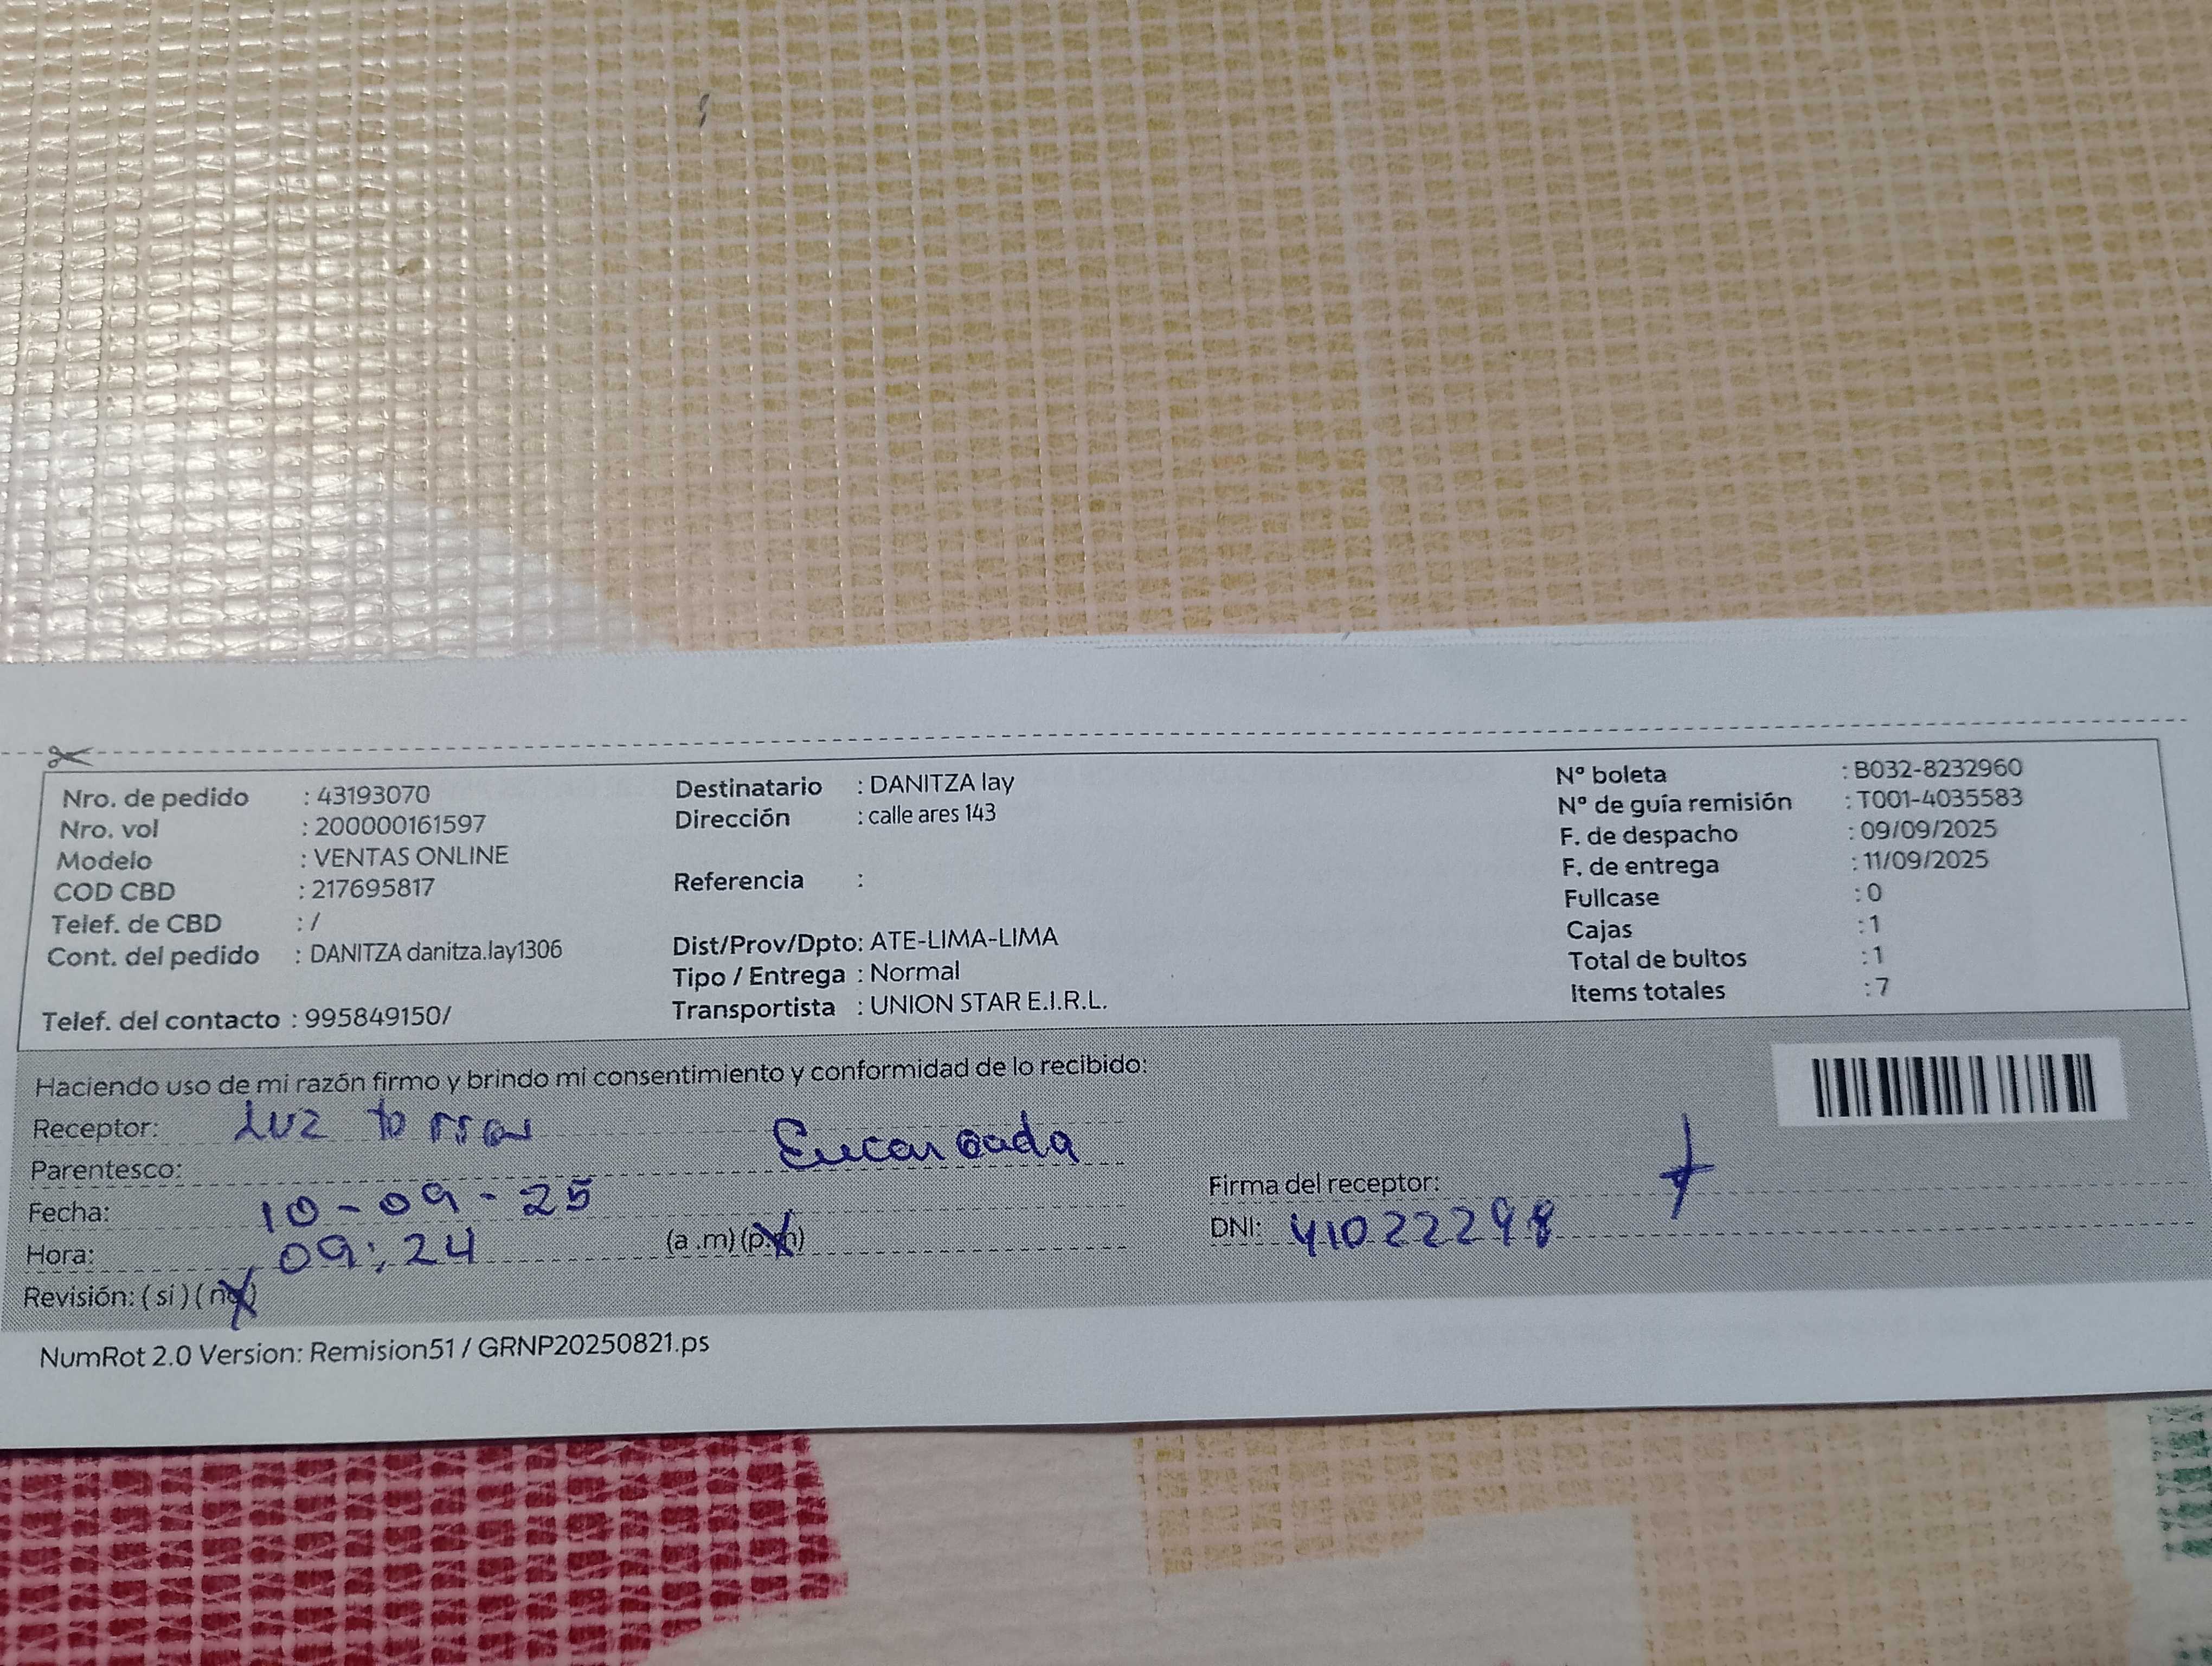 Nro. de pedido : 43193070
Nro. vol : 200000161597
Modelo : VENTAS ONLINE
COD CBD : 217695817
Telef. de CBD : /
Cont. del pedido : DANITZA danitza.lay1306
Telef. del contacto : 995849150/
Destinatario : DANITZA lay
Dirección : calle ares 143
Referencia :
Dist/Prov/Dpto: ATE-LIMA-LIMA
Tipo / Entrega : Normal
Transportista : UNION STAR E.I.R.L.
Nº boleta : B032-8232960
Nº de guía remisión : T001-4035583
F. de despacho : 09/09/2025
F. de entrega : 11/09/2025
Fullcase : 0
Cajas : 1
Total de bultos : 1
Items totales : 7
Haciendo uso de mi razón firmo y brindo mi consentimiento y conformidad de lo recibido:
Receptor: Luz
Parentesco: Encargada
Fecha: 10-09-25
Hora: 09:24 (a .m) (p.m)
Revisión: ( si ) ( no )
Firma del receptor:
DNI: 41022298
NumRot 2.0 Version: Remision51 / GRNP20250821.ps